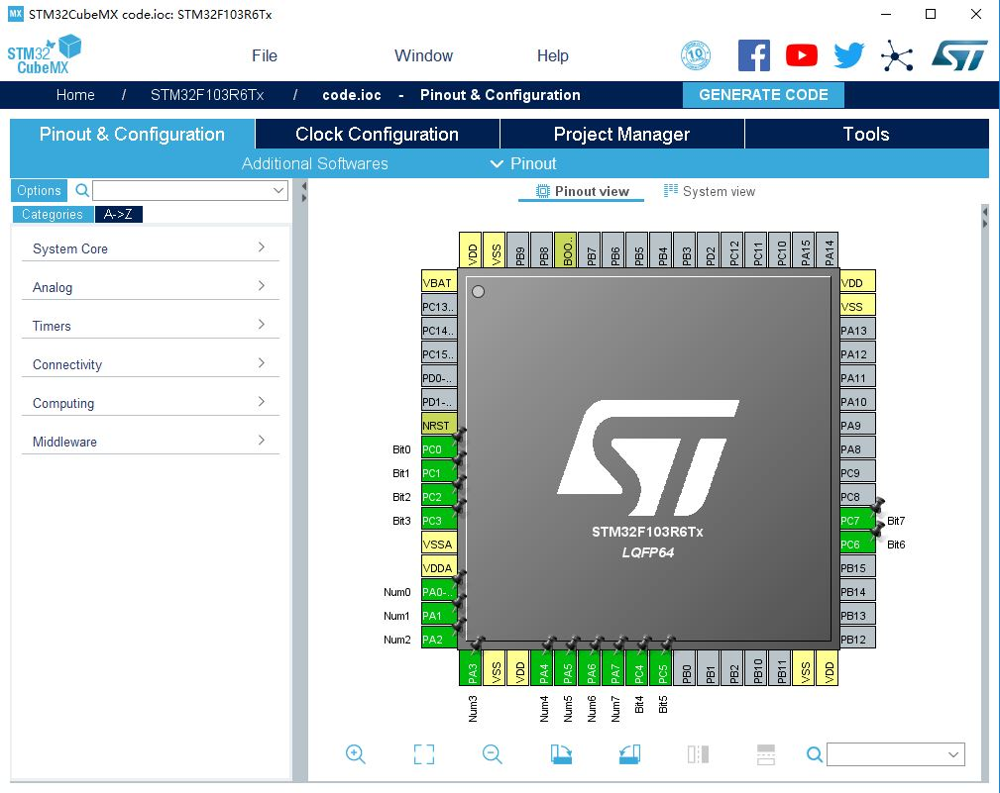 MX STM32CubeMX code.ioc: STM32F103R6Tx
STM32 CubeMX
File Window Help
10
ST
Home / STM32F103R6Tx / code.ioc - Pinout & Configuration GENERATE CODE
Pinout & Configuration Clock Configuration Project Manager Tools
Additional Softwares Pinout
Options
Categories A->Z
System Core
Analog
Timers
Connectivity
Computing
Middleware
Pinout view System view
VDD VSS PB9 PB8 BOO.. PB7 PB6 PB5 PB4 PB3 PD2 PC12 PC11 PC10 PA15 PA14
VBAT
PC13..
PC14..
PC15..
PD0-..
PD1-..
NRST
Bit0 PC0
Bit1 PC1
Bit2 PC2
Bit3 PC3
VSSA
VDDA
Num0 PA0-..
Num1 PA1
Num2 PA2
ST
STM32F103R6Tx
LQFP64
VDD
VSS
PA13
PA12
PA11
PA10
PA9
PA8
PC9
PC8
PC7 Bit7
PC6 Bit6
PB15
PB14
PB13
PB12
PA3 VSS VDD PA4 PA5 PA6 PA7 PC4 PC5 PB0 PB1 PB2 PB10 PB11 VSS VDD
Num3 Num4 Num5 Num6 Num7 Bit4 Bit5